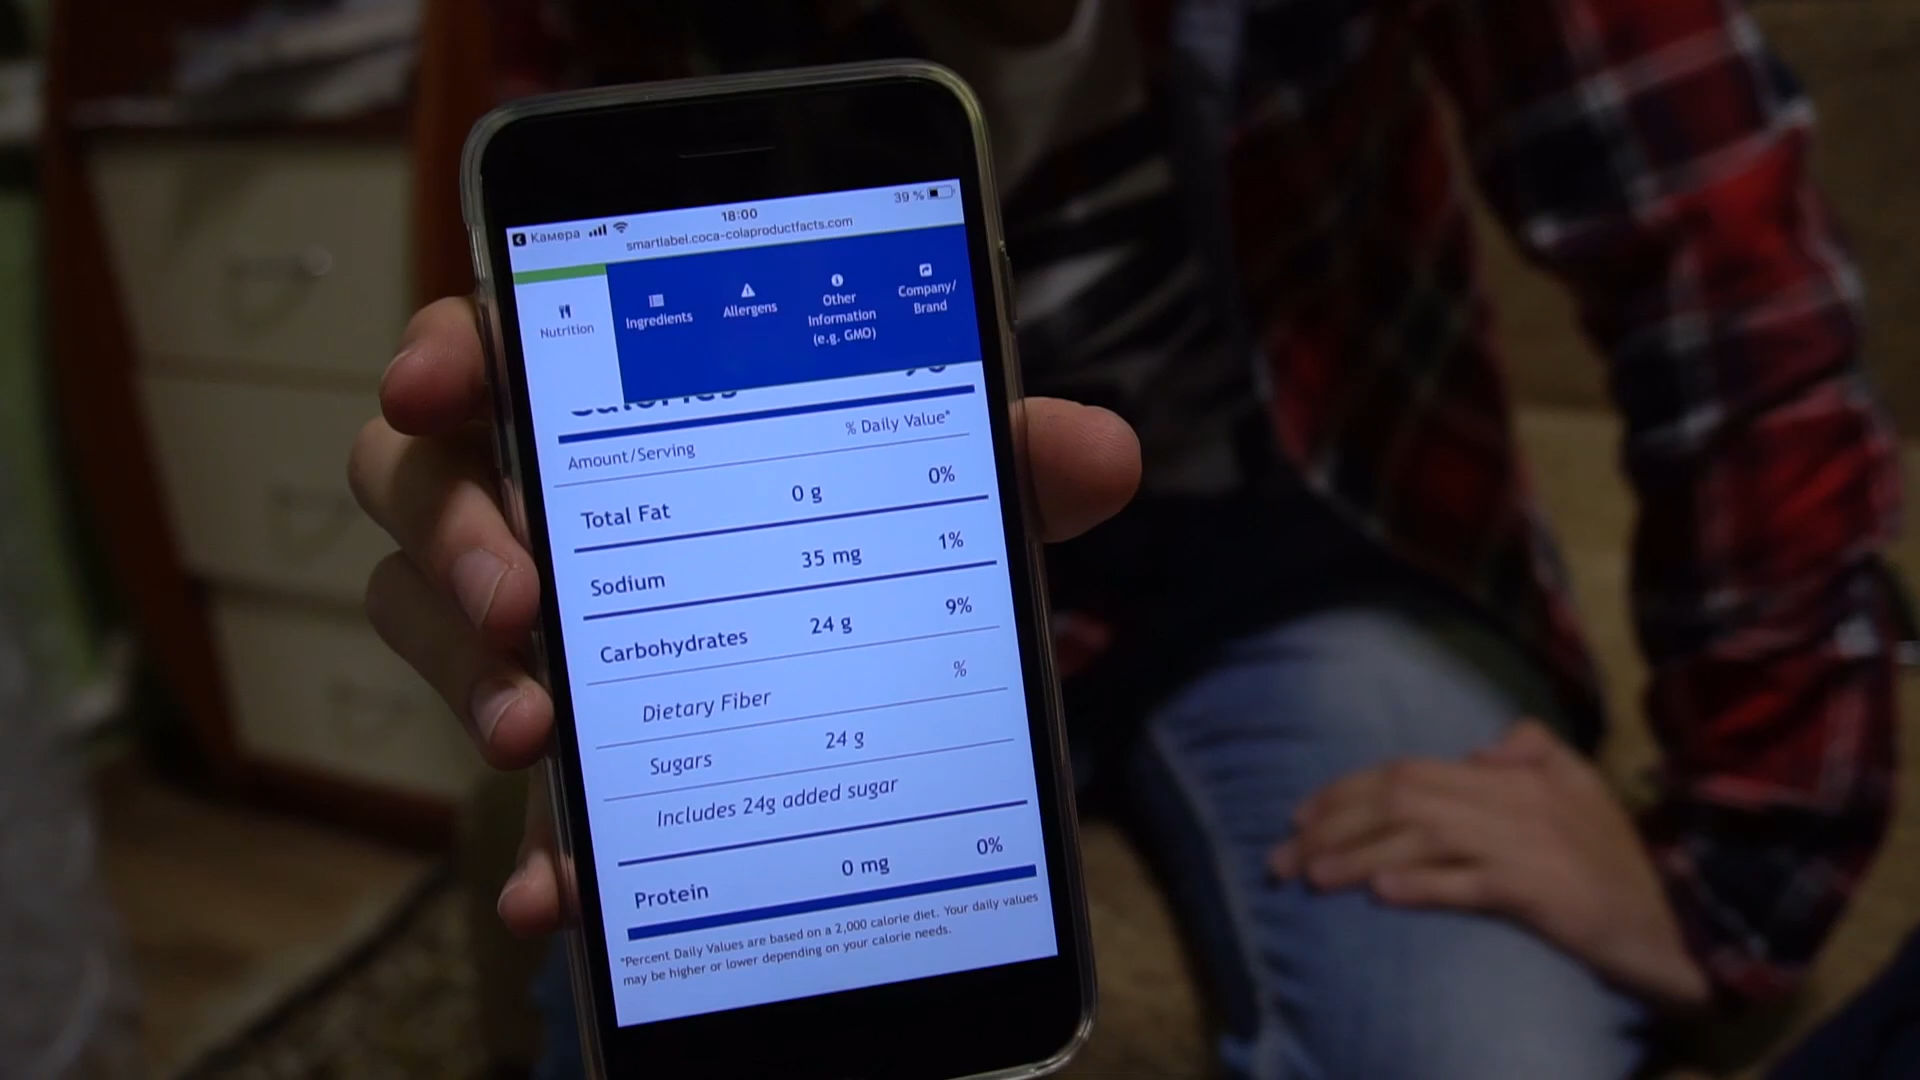 Камера 18:00 39 %
smartlabel.coca-colaproductfacts.com
Nutrition
Ingredients
Allergens
Other
Information
(e.g. GMO)
Company/
Brand
Calories
Amount/Serving % Daily Value*
Total Fat 0 g 0%
Sodium 35 mg 1%
Carbohydrates 24 g 9%
Dietary Fiber %
Sugars 24 g
Includes 24g added sugar
Protein 0 mg 0%
*Percent Daily Values are based on a 2,000 calorie diet. Your daily values
may be higher or lower depending on your calorie needs.